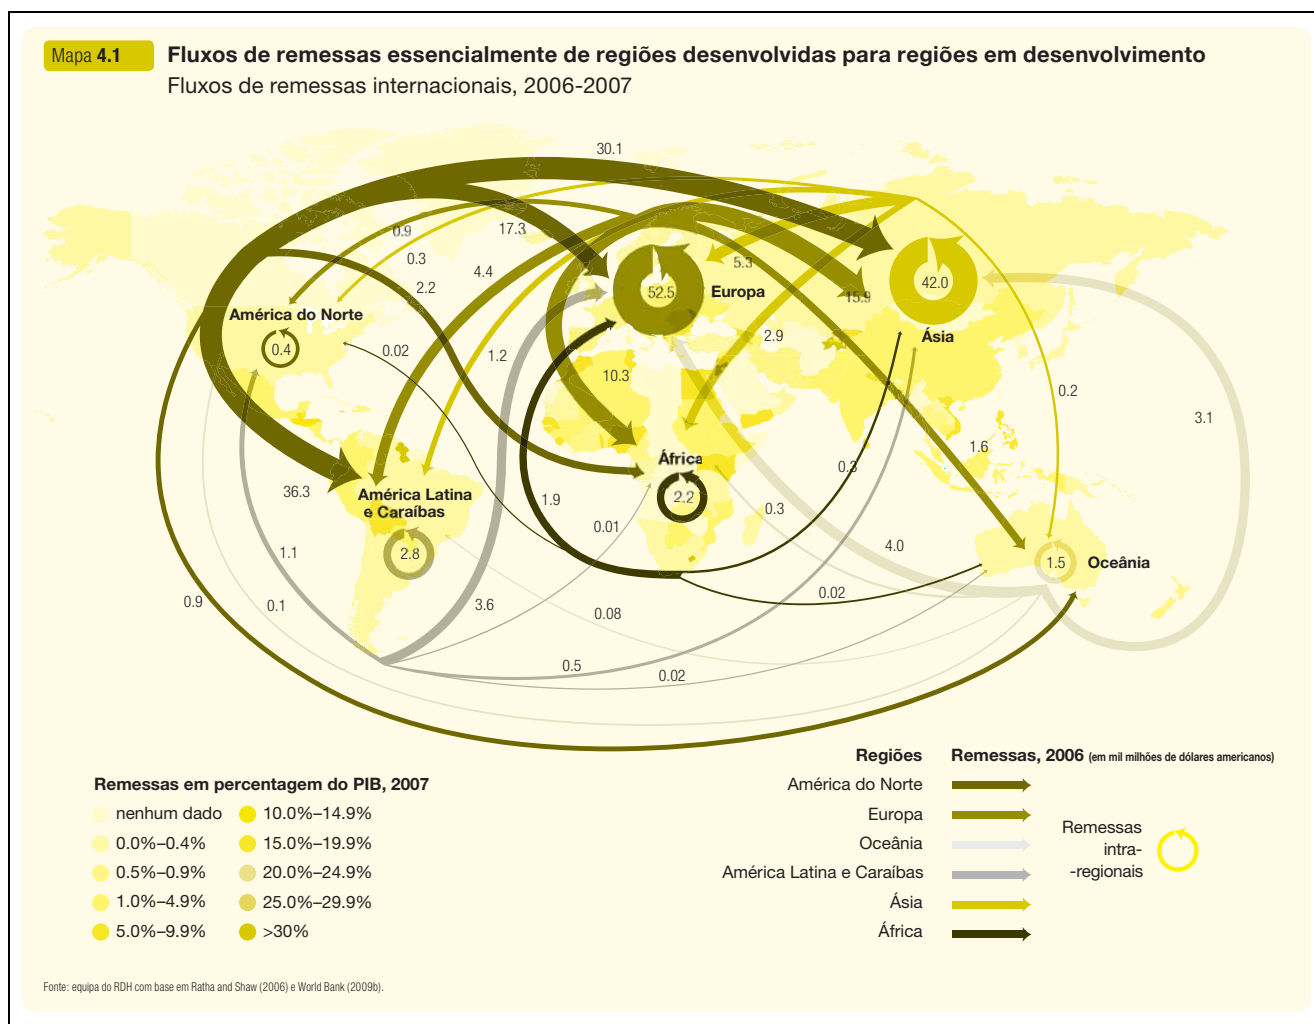 Mapa 4.1
Fluxos de remessas essencialmente de regiões desenvolvidas para regiões em desenvolvimento
Fluxos de remessas internacionais, 2006-2007
30.1
0.9
17.3
0.3
4.4
2.2
5.3
52.5
Europa
15.9
42.0
Ásia
América do Norte
0.4
0.02
1.2
2.9
10.3
0.2
3.1
1.6
África
0.3
2.2
36.3
América Latina
e Caraíbas
1.9
0.3
0.01
2.8
1.1
4.0
1.5
Oceânia
0.9
0.1
3.6
0.08
0.02
0.5
0.02
Regiões
Remessas, 2006 (em mil milhões de dólares americanos)
América do Norte
Europa
Oceânia
América Latina e Caraíbas
Ásia
África
Remessas
intra-
-regionais
Remessas em percentagem do PIB, 2007
nenhum dado
10.0%–14.9%
0.0%–0.4%
15.0%–19.9%
0.5%–0.9%
20.0%–24.9%
1.0%–4.9%
25.0%–29.9%
5.0%–9.9%
>30%
Fonte: equipa do RDH com base em Ratha and Shaw (2006) e World Bank (2009b).